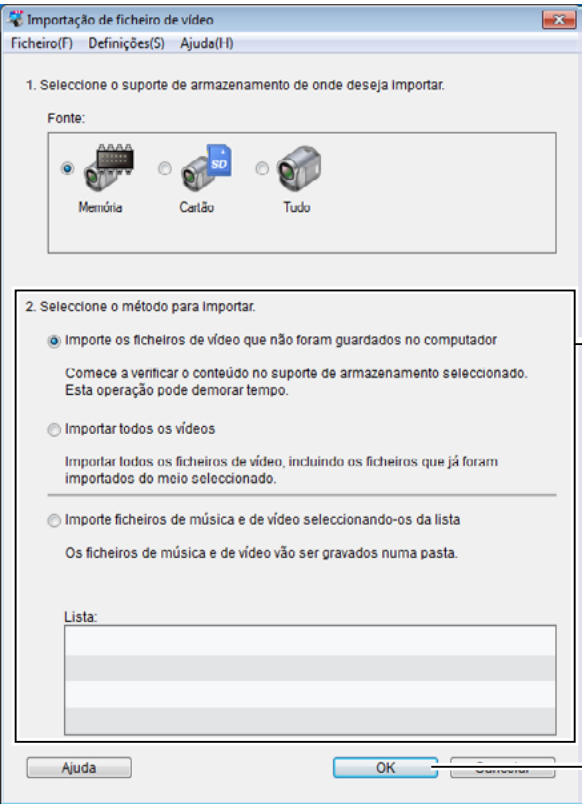 Importação de ficheiro de vídeo
Ficheiro(F) Definições(S) Ajuda(H)
1. Seleccione o suporte de armazenamento de onde deseja importar.
Fonte:
SD
Memória Cartão Tudo
2. Seleccione o método para importar.
Importe os ficheiros de vídeo que não foram guardados no computador
Comece a verificar o conteúdo no suporte de armazenamento seleccionado.
Esta operação pode demorar tempo.
Importar todos os vídeos
Importar todos os ficheiros de vídeo, incluindo os ficheiros que já foram
importados do meio seleccionado.
Importe ficheiros de música e de vídeo seleccionando-os da lista
Os ficheiros de música e de vídeo vão ser gravados numa pasta.
Lista:
Ajuda OK Cancelar